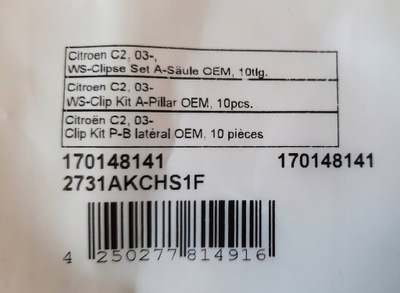 Citroen C2, 03-,
WS-Clipse Set A-Säule OEM, 10tlg.
Citroen C2, 03-
WS-Clip Kit A-Pillar OEM, 10pcs.
Citroën C2, 03-
Clip Kit P-B latéral OEM, 10 pièces
170148141 170148141
2731AKCHS1F
4 250277 814916